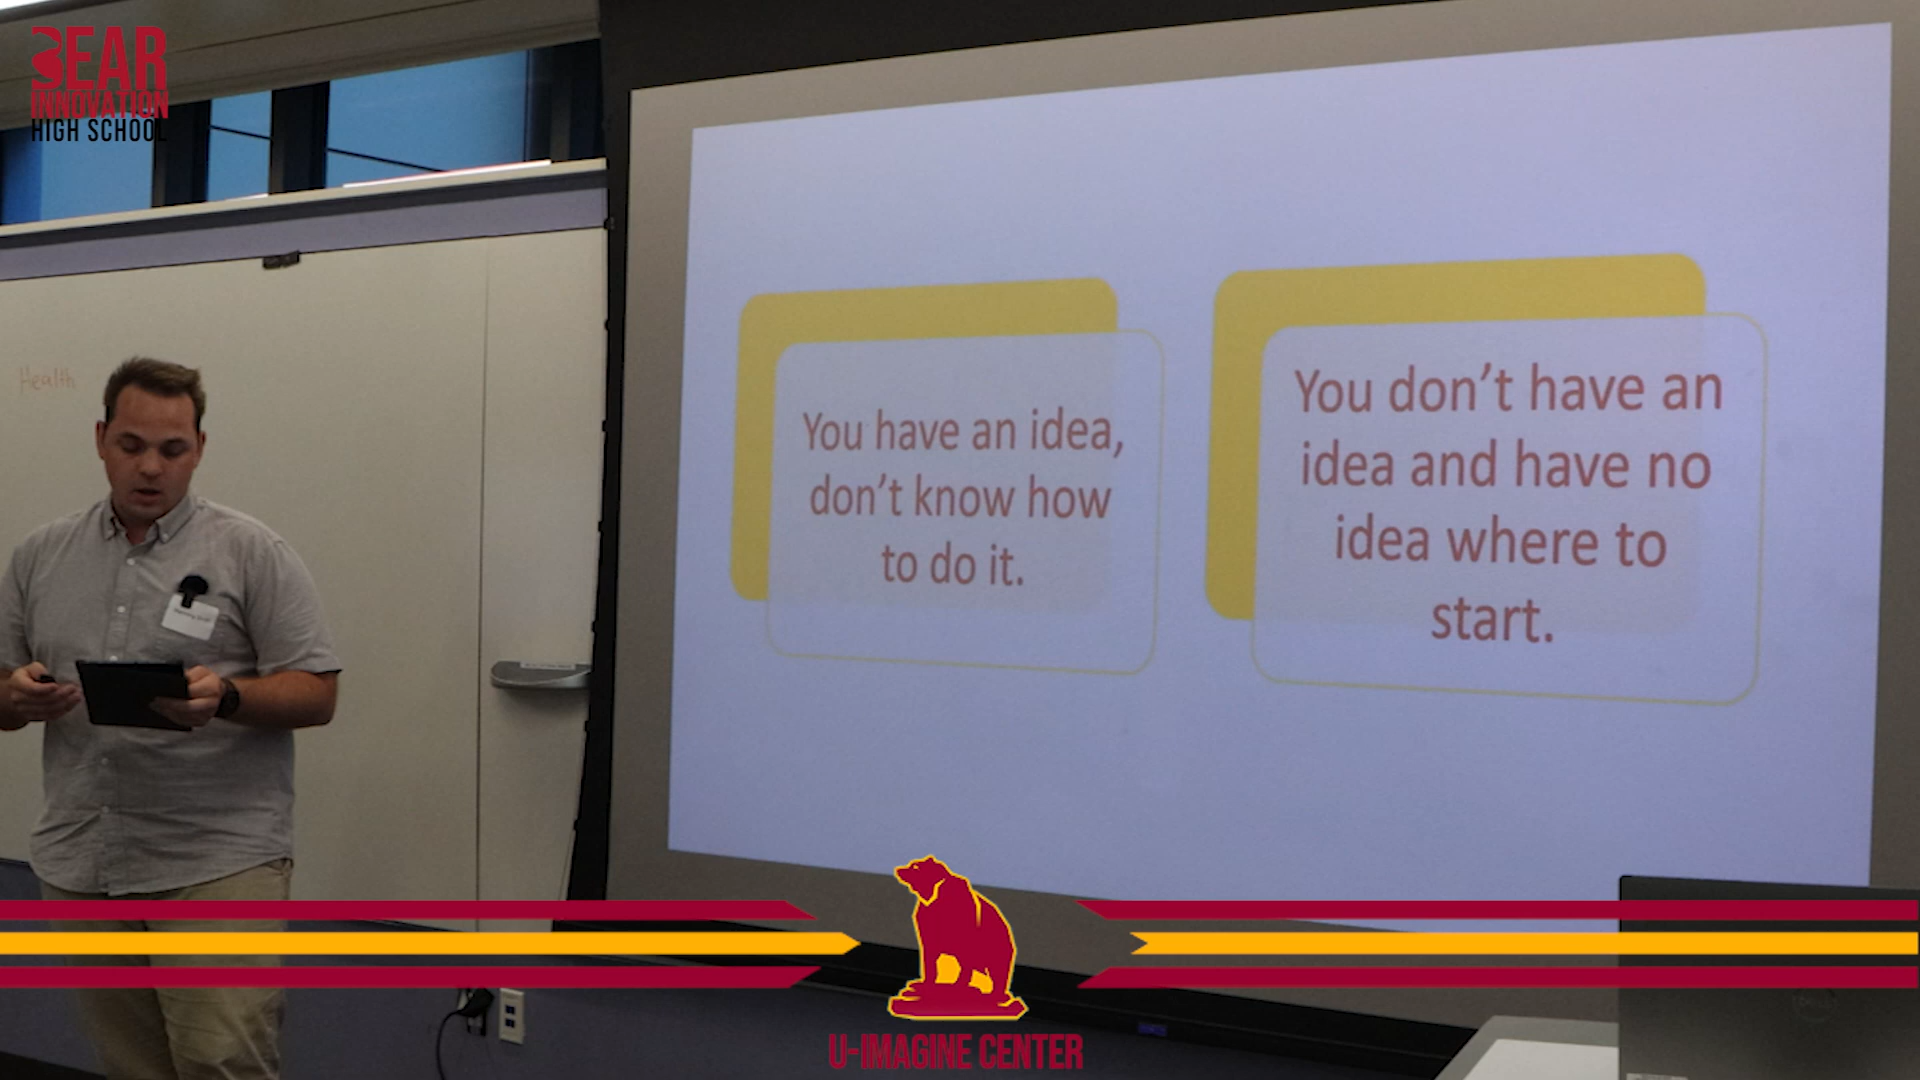 BEAR
INNOVATION
HIGH SCHOOL
Health
You have an idea,
don't know how
to do it.
You don't have an
idea and have no
idea where to
start.
U-IMAGINE CENTER